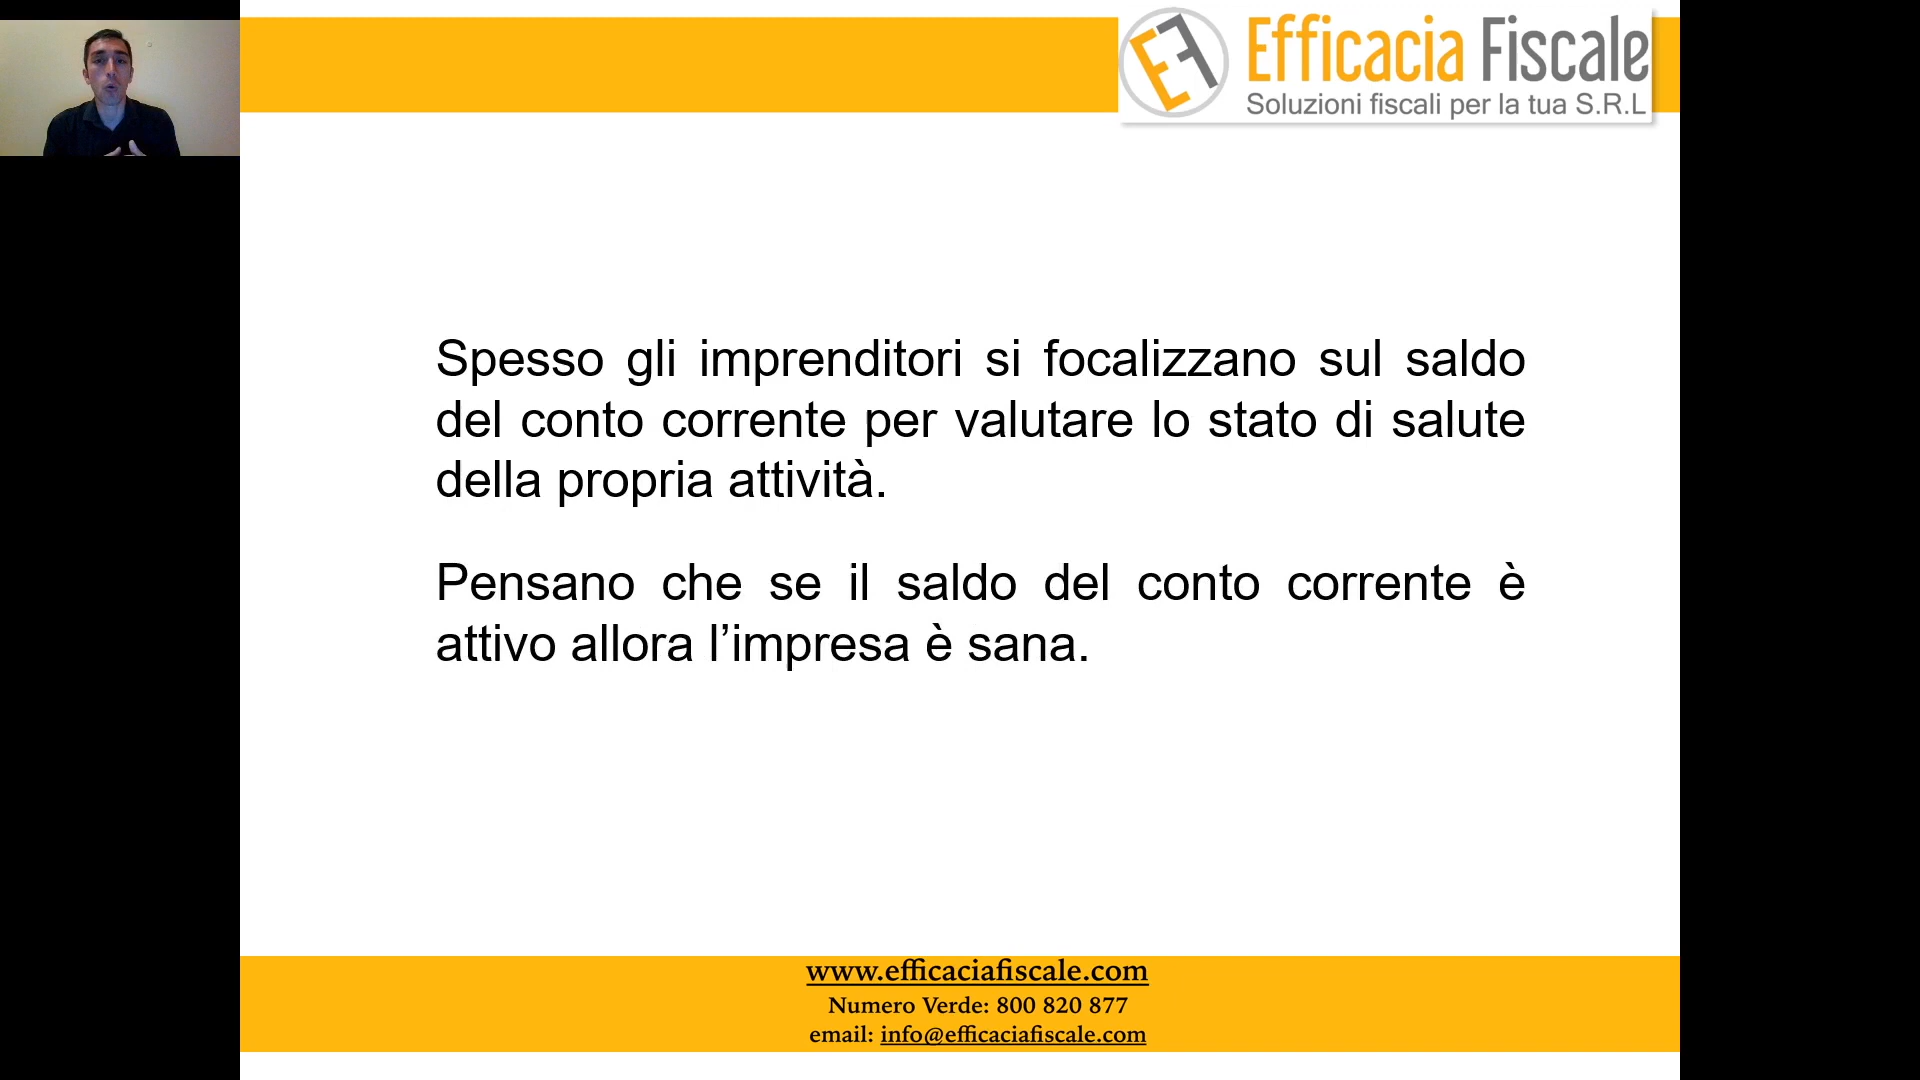 Efficacia Fiscale
Soluzioni fiscali per la tua S.R.L
Spesso gli imprenditori si focalizzano sul saldo
del conto corrente per valutare lo stato di salute
della propria attività.
Pensano che se il saldo del conto corrente è
attivo allora l’impresa è sana.
www.efficaciafiscale.com
Numero Verde: 800 820 877
email: info@efficaciafiscale.com